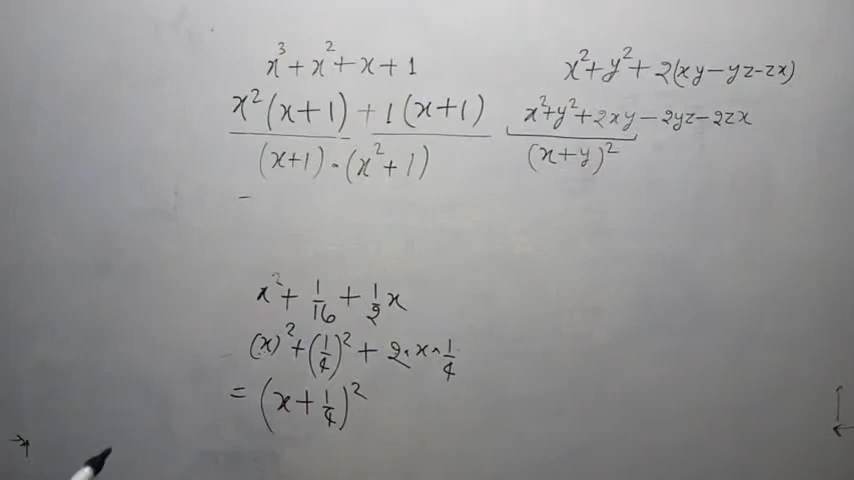 x³ + x² + x + 1
x²(x+1) + 1(x+1)
(x+1) · (x² + 1)
x² + y² + 2(xy - yz - zx)
x² + y² + 2xy - 2yz - 2zx
(x + y)²
x² + 1/16 + 1/2 x
(x)² + (1/4)² + 2 · x · 1/4
= (x + 1/4)²